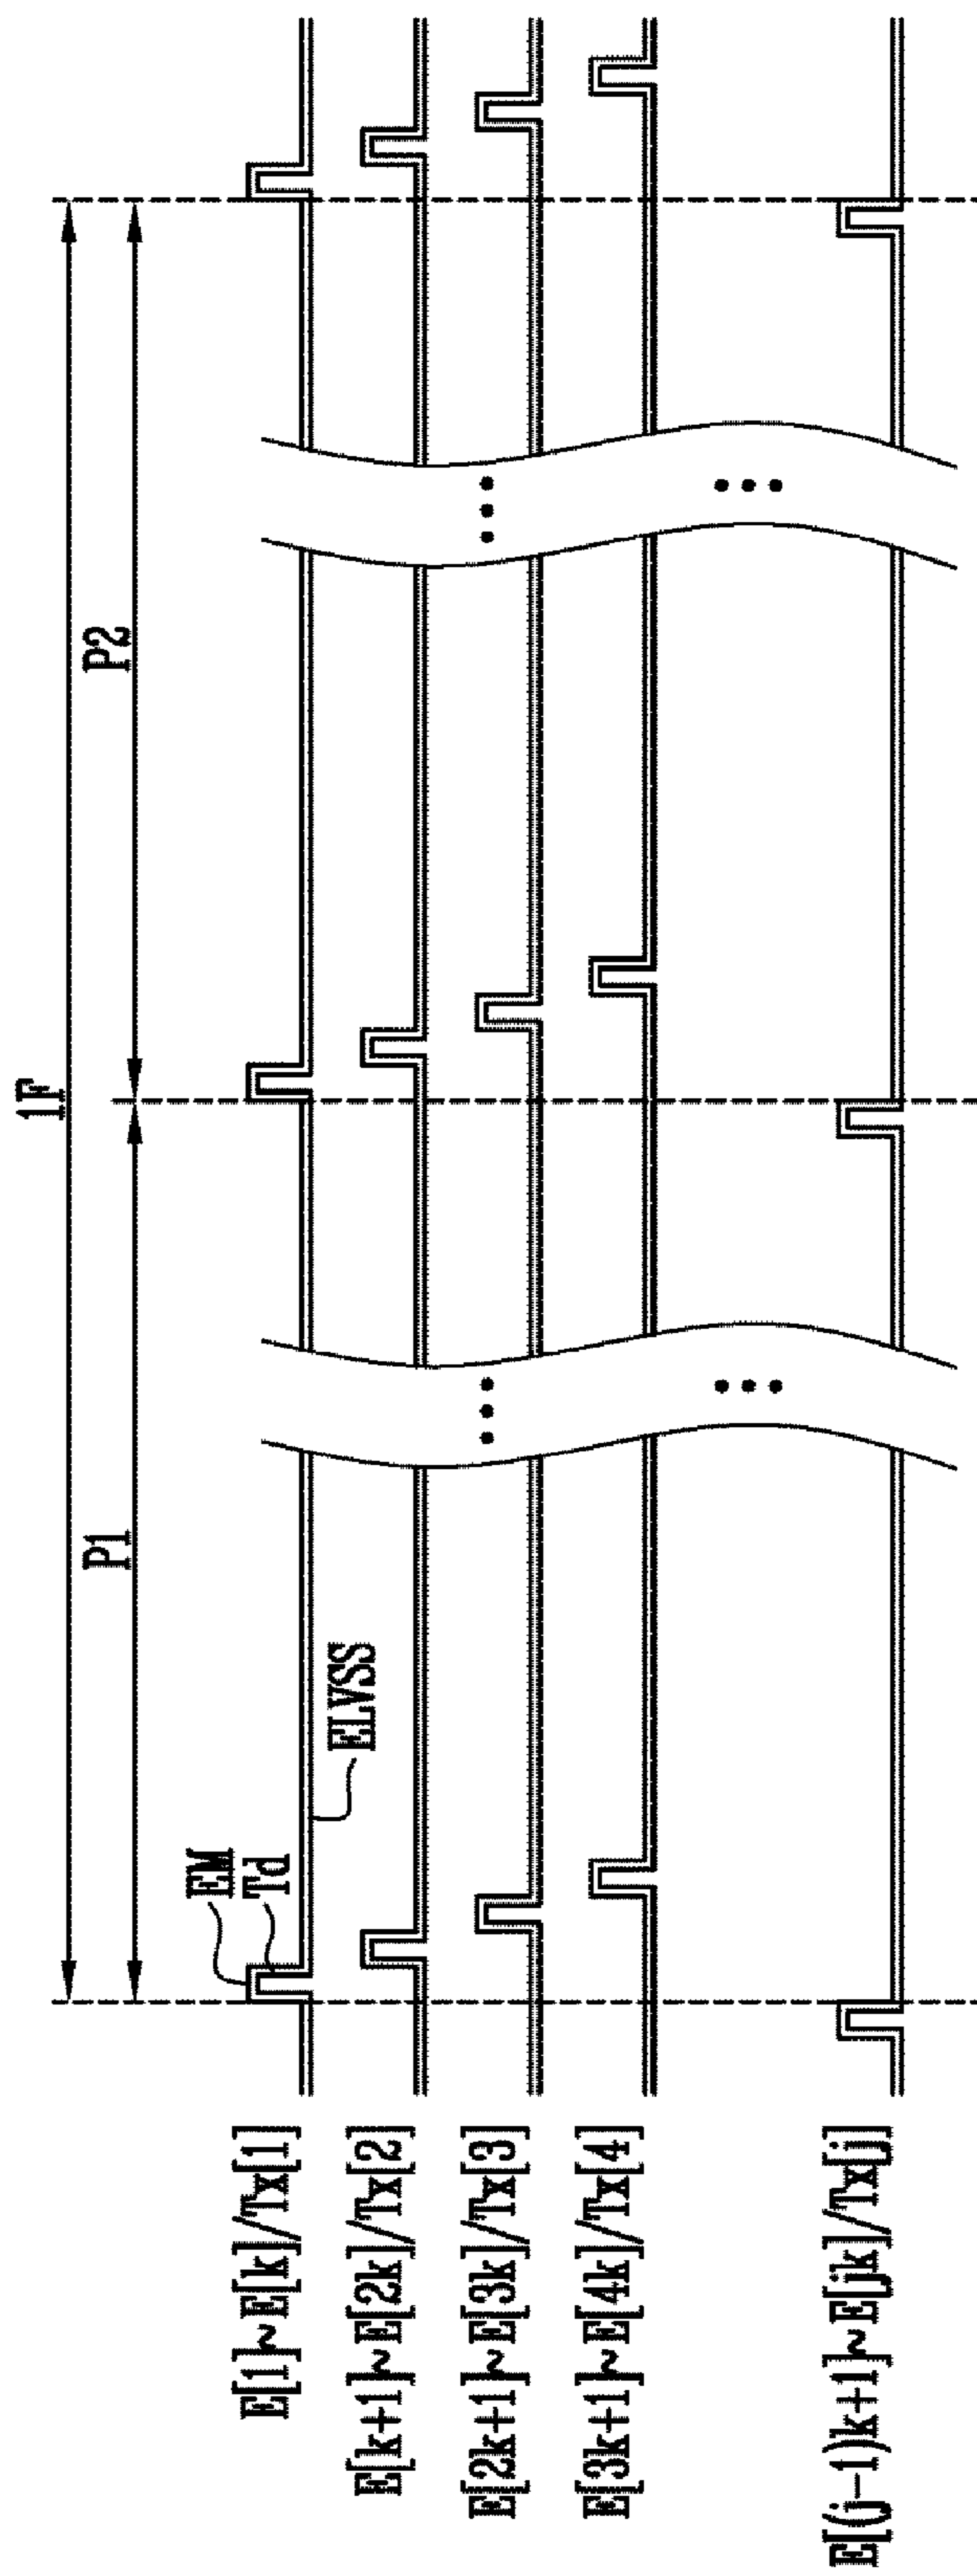 1F
P1
P2
EM
Td
ELVSS
E[1]~E[k]/Tx[1]
E[k+1]~E[2k]/Tx[2]
E[2k+1]~E[3k]/Tx[3]
E[3k+1]~E[4k]/Tx[4]
E[(j-1)k+1]~E[jk]/Tx[j]